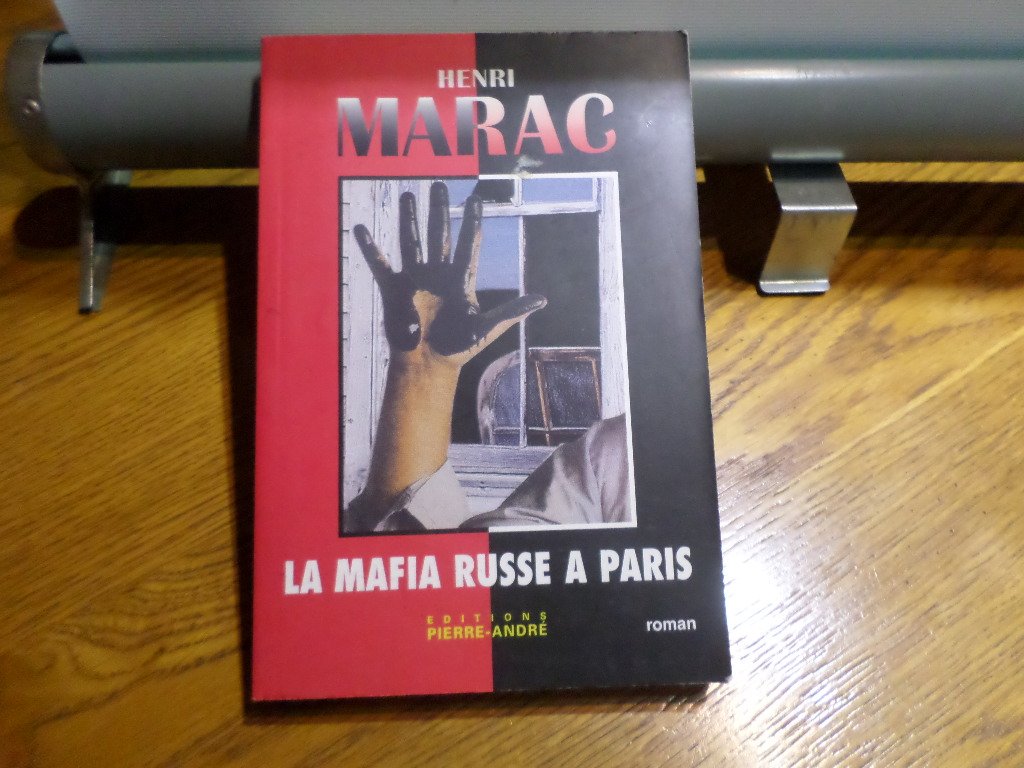 HENRI
MARAC
LA MAFIA RUSSE A PARIS
EDITIONS
PIERRE-ANDRÉ
roman